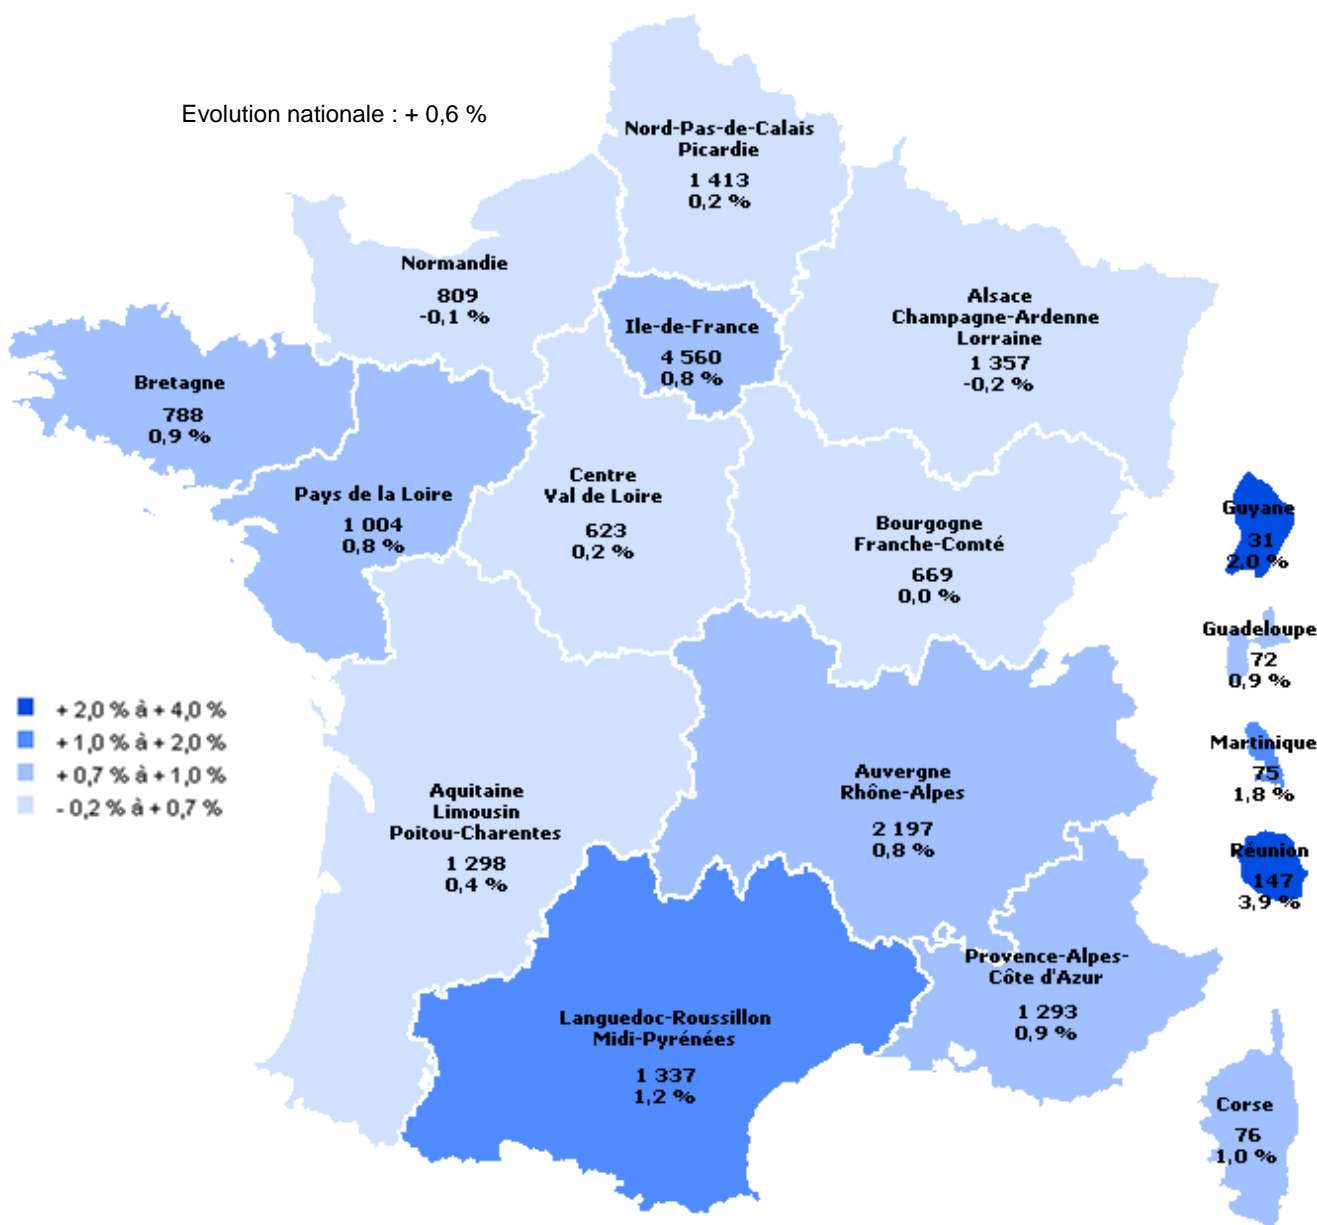 Evolution nationale : + 0,6 %
Nord-Pas-de-Calais
Picardie
1 413
0,2 %
Normandie
809
-0,1 %
Ile-de-France
4 560
0,8 %
Alsace
Champagne-Ardenne
Lorraine
1 357
-0,2 %
Bretagne
788
0,9 %
Pays de la Loire
1 004
0,8 %
Centre
Val de Loire
623
0,2 %
Bourgogne
Franche-Comté
669
0,0 %
Guyane
31
2,0 %
Guadeloupe
72
0,9 %
Martinique
75
1,8 %
Réunion
147
3,9 %
+ 2,0 % à + 4,0 %
+ 1,0 % à + 2,0 %
+ 0,7 % à + 1,0 %
- 0,2 % à + 0,7 %
Aquitaine
Limousin
Poitou-Charentes
1 298
0,4 %
Auvergne
Rhône-Alpes
2 197
0,8 %
Provence-Alpes-
Côte d'Azur
1 293
0,9 %
Languedoc-Roussillon
Midi-Pyrénées
1 337
1,2 %
Corse
76
1,0 %